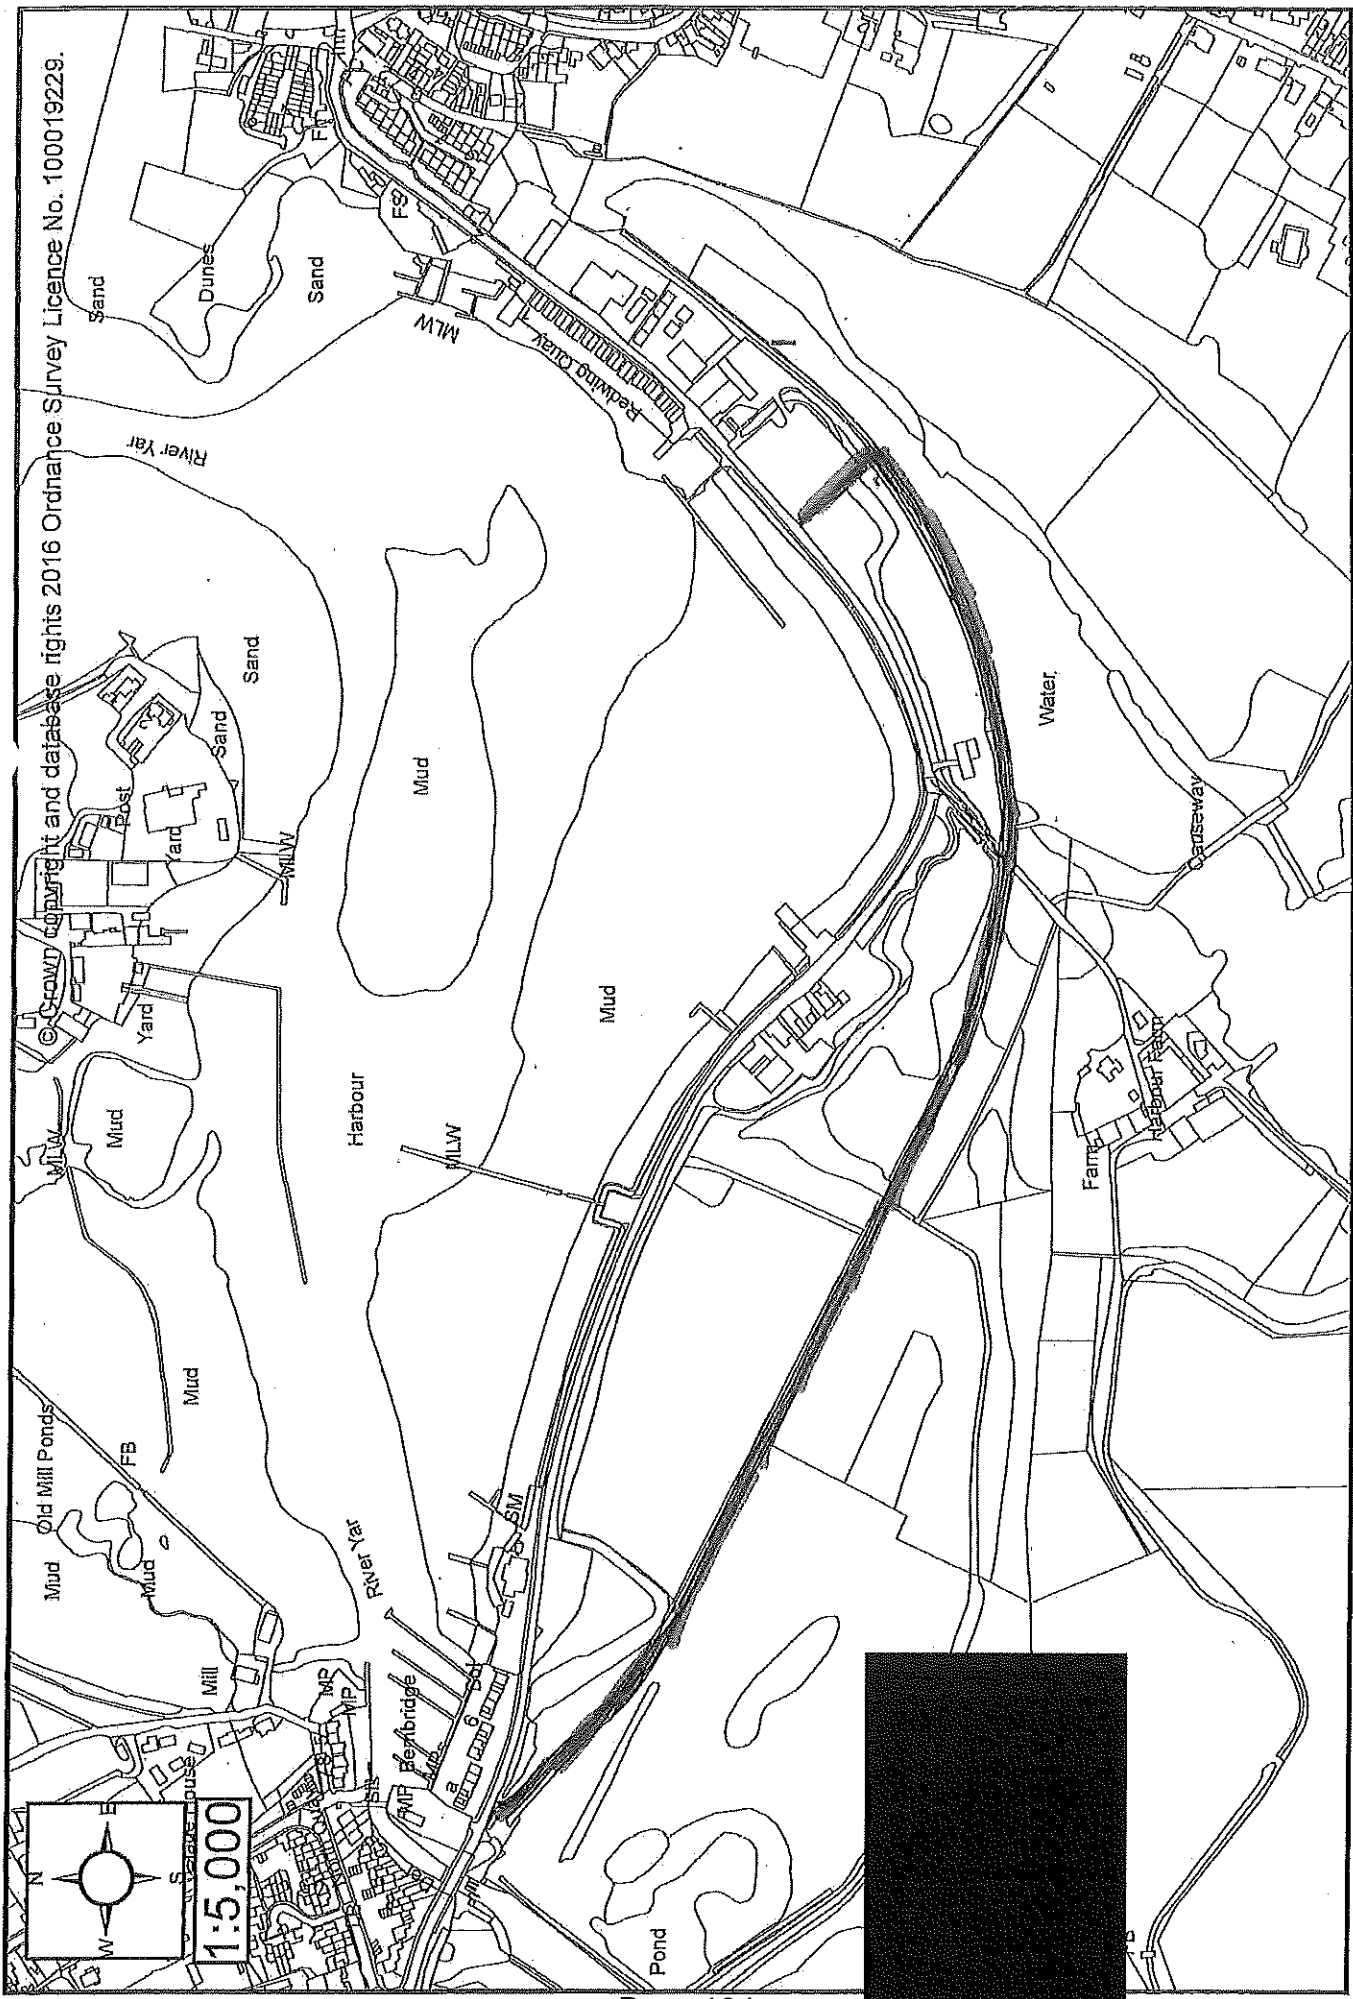 © Crown copyright and database rights 2016 Ordnance Survey Licence No. 100019229.
N
W
E
S
1:5,000
Old Mill Ponds
Mud
Mud
FB
Mud
Mill
MP
MP
River Yar
Bembridge
MP
MPs
a
6
SM
Pond
MLW
Mud
Yard
Harbour
MLW
Mud
Mud
Post
Yard
MLW
Sand
Sand
River Yar
Sand
Dunes
Sand
MLW
Redwing Quay
1
FS
Water
Farm
Harbour Farm